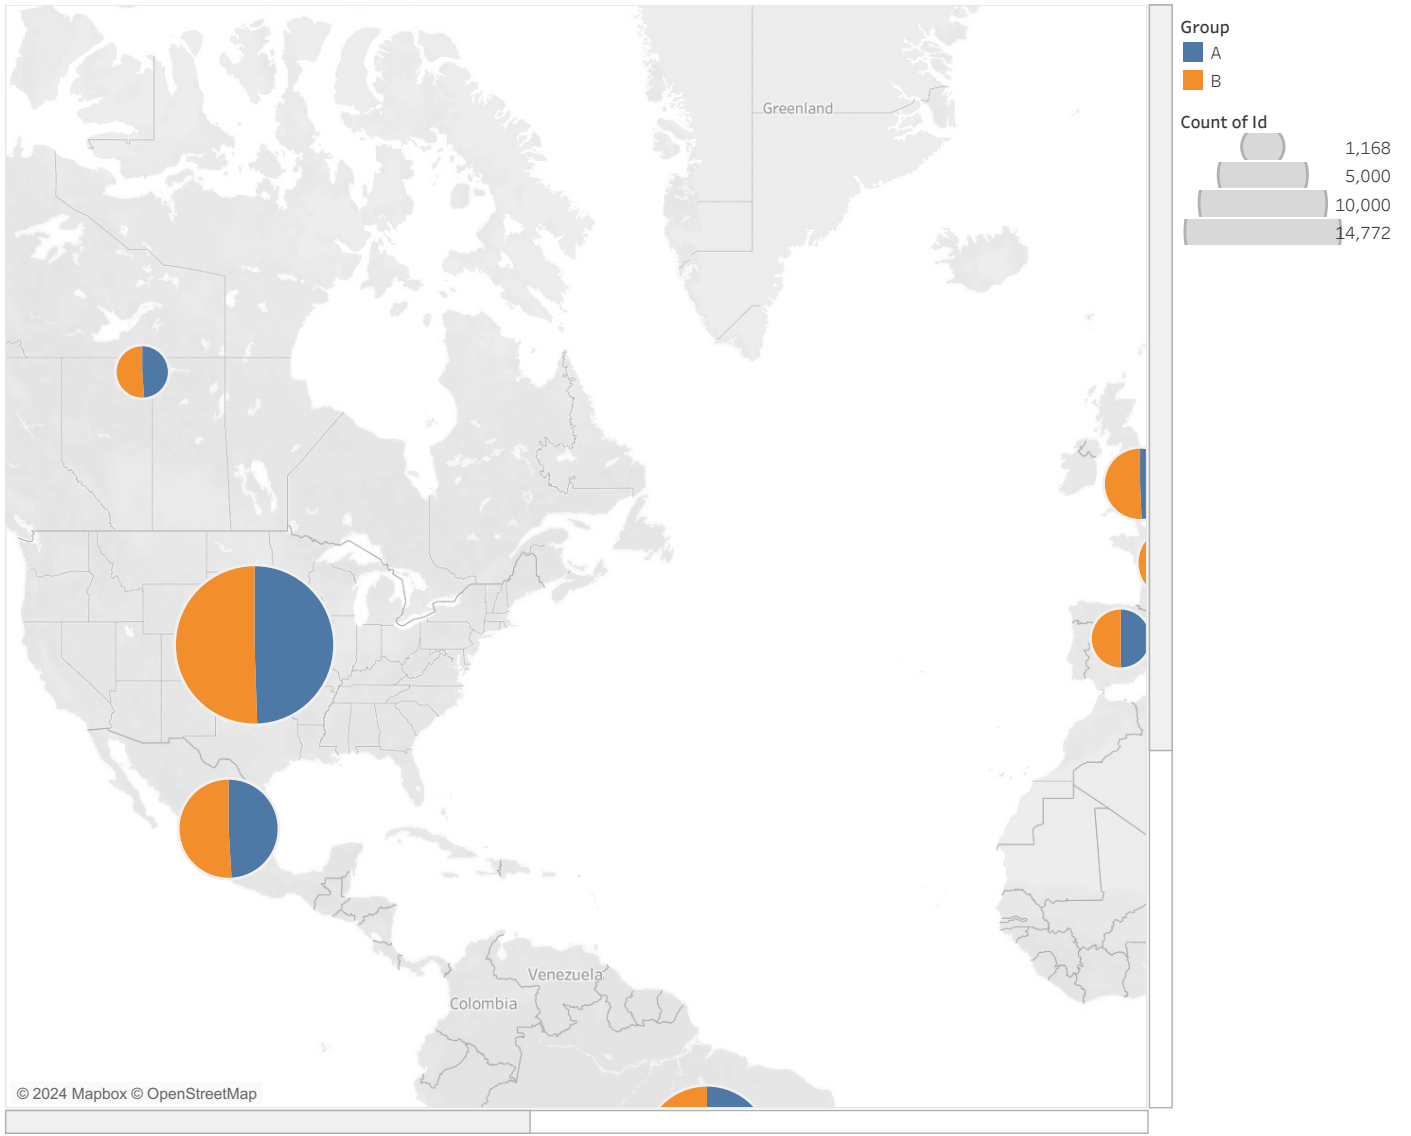 Greenland
Venezuela
Colombia
© 2024 Mapbox © OpenStreetMap
Group
A
B
Count of Id
1,168
5,000
10,000
14,772